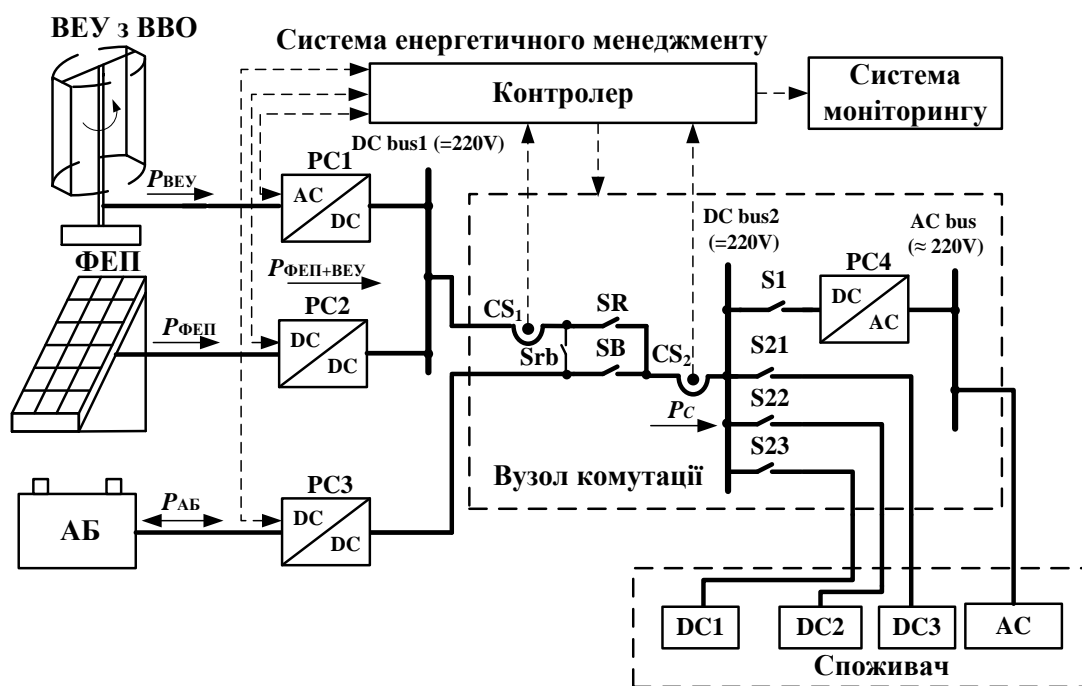 ВЕУ з ВВО
Система енергетичного менеджменту
Контролер
Система
моніторингу
DC bus1 (=220V)
PВЕУ
PC1
AC
DC
DC bus2
(=220V)
AC bus
(≈ 220V)
ФЕП
PФЕП+ВЕУ
S1
PC4
DC
AC
CS1
SR
PФЕП
PC2
DC
DC
Srb
SB
CS2
S21
PC
S22
S23
Вузол комутації
PАБ
PC3
АБ
DC
DC
DC1
DC2
DC3
AC
Споживач